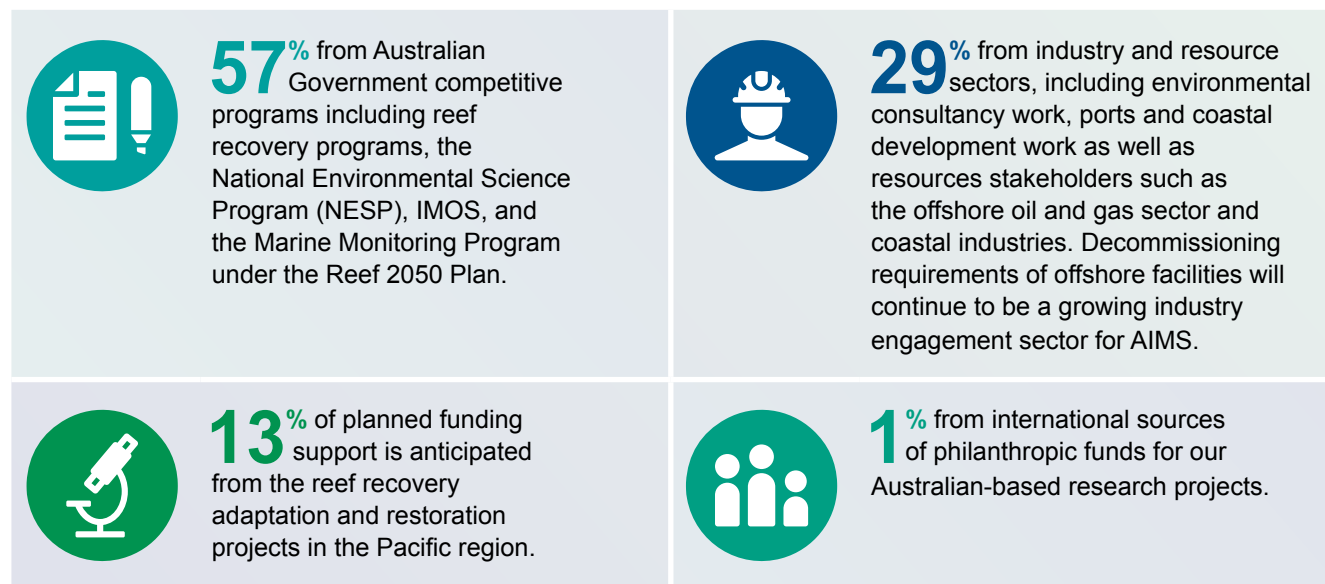 57% from Australian
Government competitive
programs including reef
recovery programs, the
National Environmental Science
Program (NESP), IMOS, and
the Marine Monitoring Program
under the Reef 2050 Plan.
29% from industry and resource
sectors, including environmental
consultancy work, ports and coastal
development work as well as
resources stakeholders such as
the offshore oil and gas sector and
coastal industries. Decommissioning
requirements of offshore facilities will
continue to be a growing industry
engagement sector for AIMS.
13% of planned funding
support is anticipated
from the reef recovery
adaptation and restoration
projects in the Pacific region.
1% from international sources
of philanthropic funds for our
Australian-based research projects.